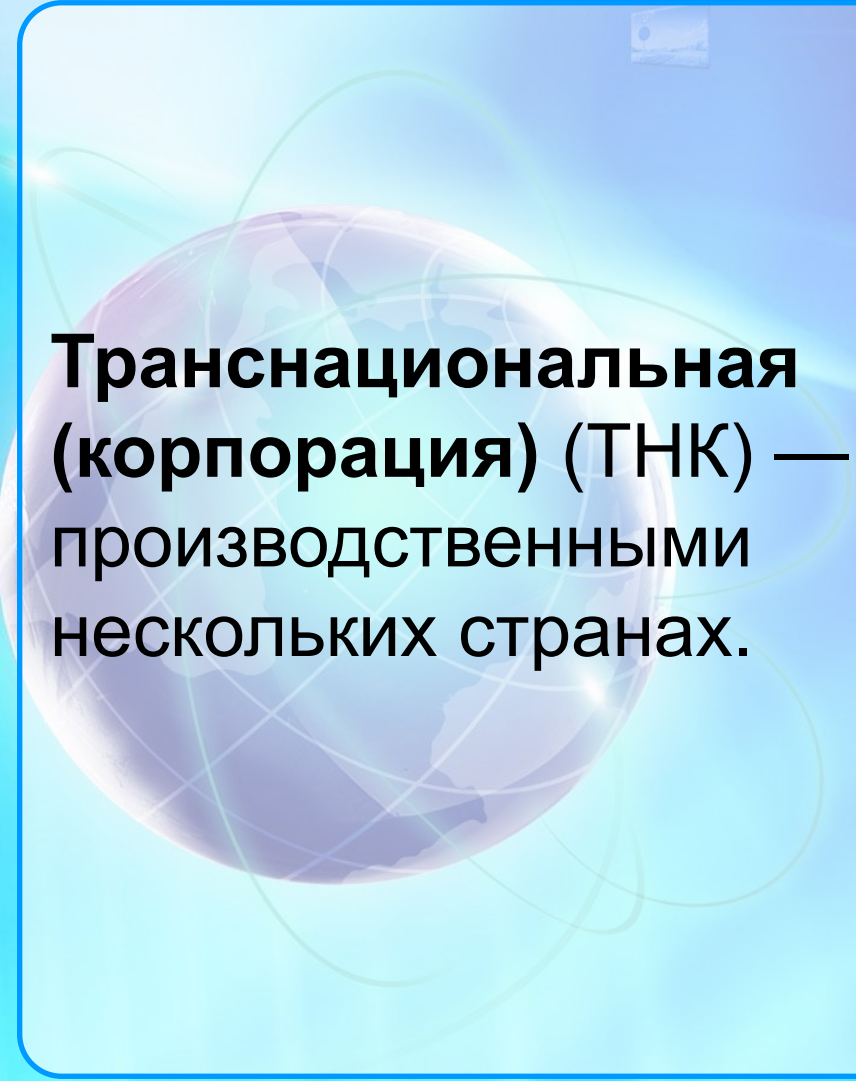 Транснациональная
(корпорация) (ТНК) —
производственными
нескольких странах.